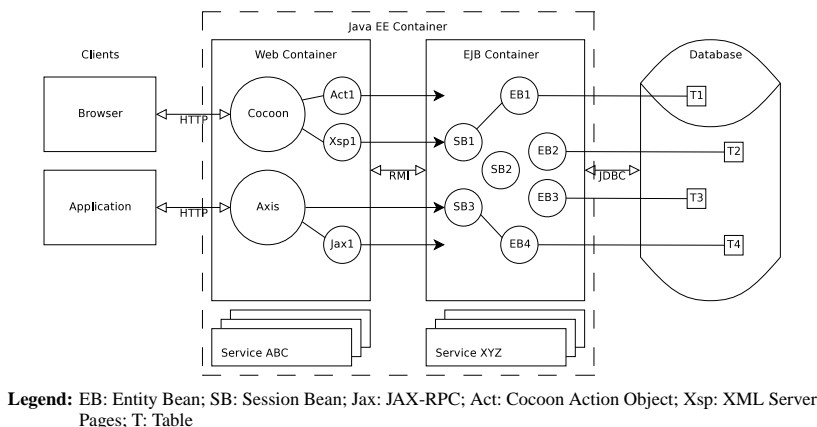 Java EE Container
Clients
Web Container
EJB Container
Database
Browser
HTTP
Cocoon
Act1
Xsp1
EB1
SB1
EB2
SB2
RMI
JDBC
T1
T2
Application
HTTP
Axis
Jax1
SB3
EB3
EB4
T3
T4
Service ABC
Service XYZ
Legend: EB: Entity Bean; SB: Session Bean; Jax: JAX-RPC; Act: Cocoon Action Object; Xsp: XML Server
Pages; T: Table